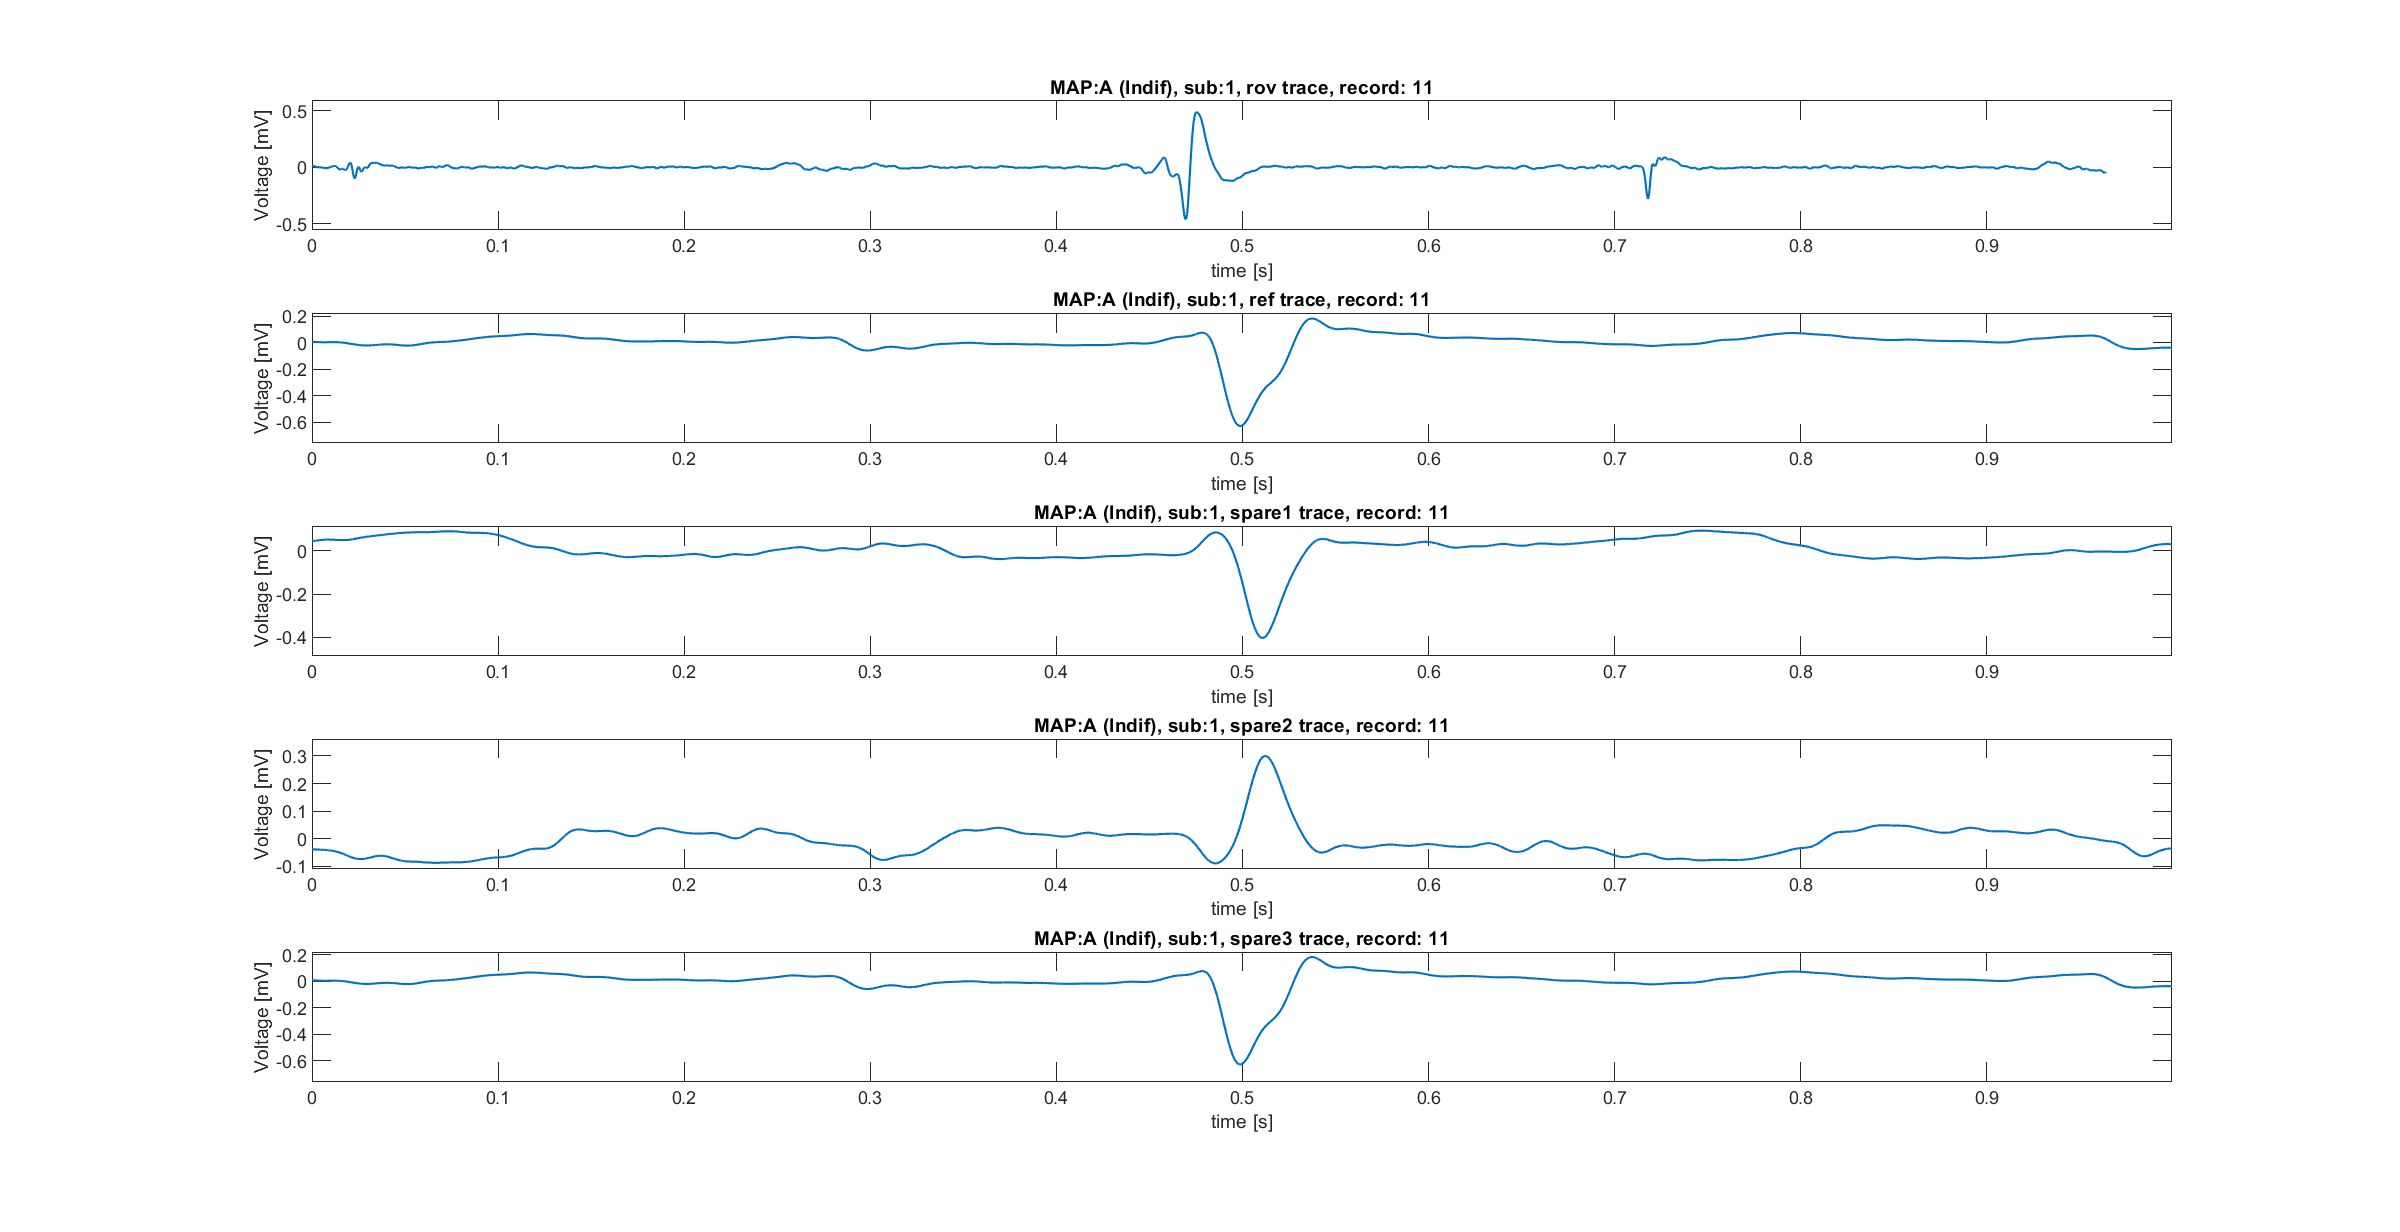 MAP:A (Indif), sub:1, rov trace, record: 11
Voltage [mV]
0.5
0
-0.5
0 0.1 0.2 0.3 0.4 0.5 0.6 0.7 0.8 0.9
time [s]
MAP:A (Indif), sub:1, ref trace, record: 11
Voltage [mV]
0.2
0
-0.2
-0.4
-0.6
0 0.1 0.2 0.3 0.4 0.5 0.6 0.7 0.8 0.9
time [s]
MAP:A (Indif), sub:1, spare1 trace, record: 11
Voltage [mV]
0
-0.2
-0.4
0 0.1 0.2 0.3 0.4 0.5 0.6 0.7 0.8 0.9
time [s]
MAP:A (Indif), sub:1, spare2 trace, record: 11
Voltage [mV]
0.3
0.2
0.1
0
-0.1
0 0.1 0.2 0.3 0.4 0.5 0.6 0.7 0.8 0.9
time [s]
MAP:A (Indif), sub:1, spare3 trace, record: 11
Voltage [mV]
0.2
0
-0.2
-0.4
-0.6
0 0.1 0.2 0.3 0.4 0.5 0.6 0.7 0.8 0.9
time [s]